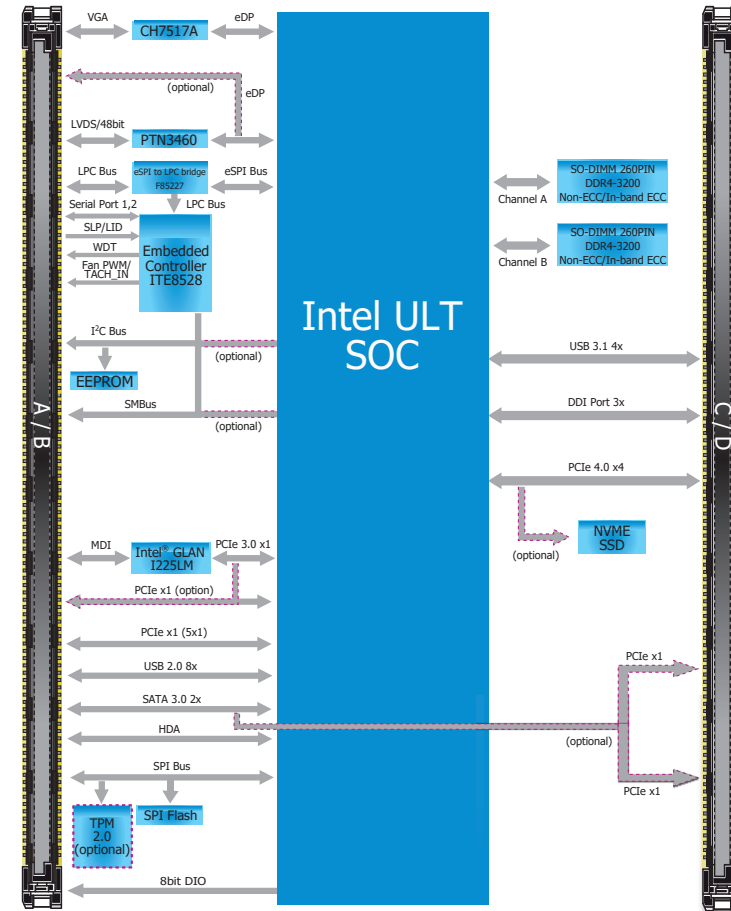 VGA
CH7517A
eDP
(optional)
eDP
LVDS/48bit
PTN3460
LPC Bus
eSPI to LPC bridge
F85227
eSPI Bus
Serial Port 1,2
LPC Bus
SLP/LID
WDT
Fan PWM/
TACH_IN
Embedded
Controller
ITE8528
I²C Bus
(optional)
EEPROM
SMBus
(optional)
A / B
MDI
Intel® GLAN
I225LM
PCIe 3.0 x1
PCIe x1 (option)
PCIe x1 (5x1)
USB 2.0 8x
SATA 3.0 2x
HDA
SPI Bus
TPM
2.0
(optional)
SPI Flash
8bit DIO
Intel ULT
SOC
Channel A
SO-DIMM 260PIN
DDR4-3200
Non-ECC/In-band ECC
Channel B
SO-DIMM 260PIN
DDR4-3200
Non-ECC/In-band ECC
USB 3.1 4x
DDI Port 3x
PCIe 4.0 x4
(optional)
NVME
SSD
PCIe x1
(optional)
PCIe x1
C / D